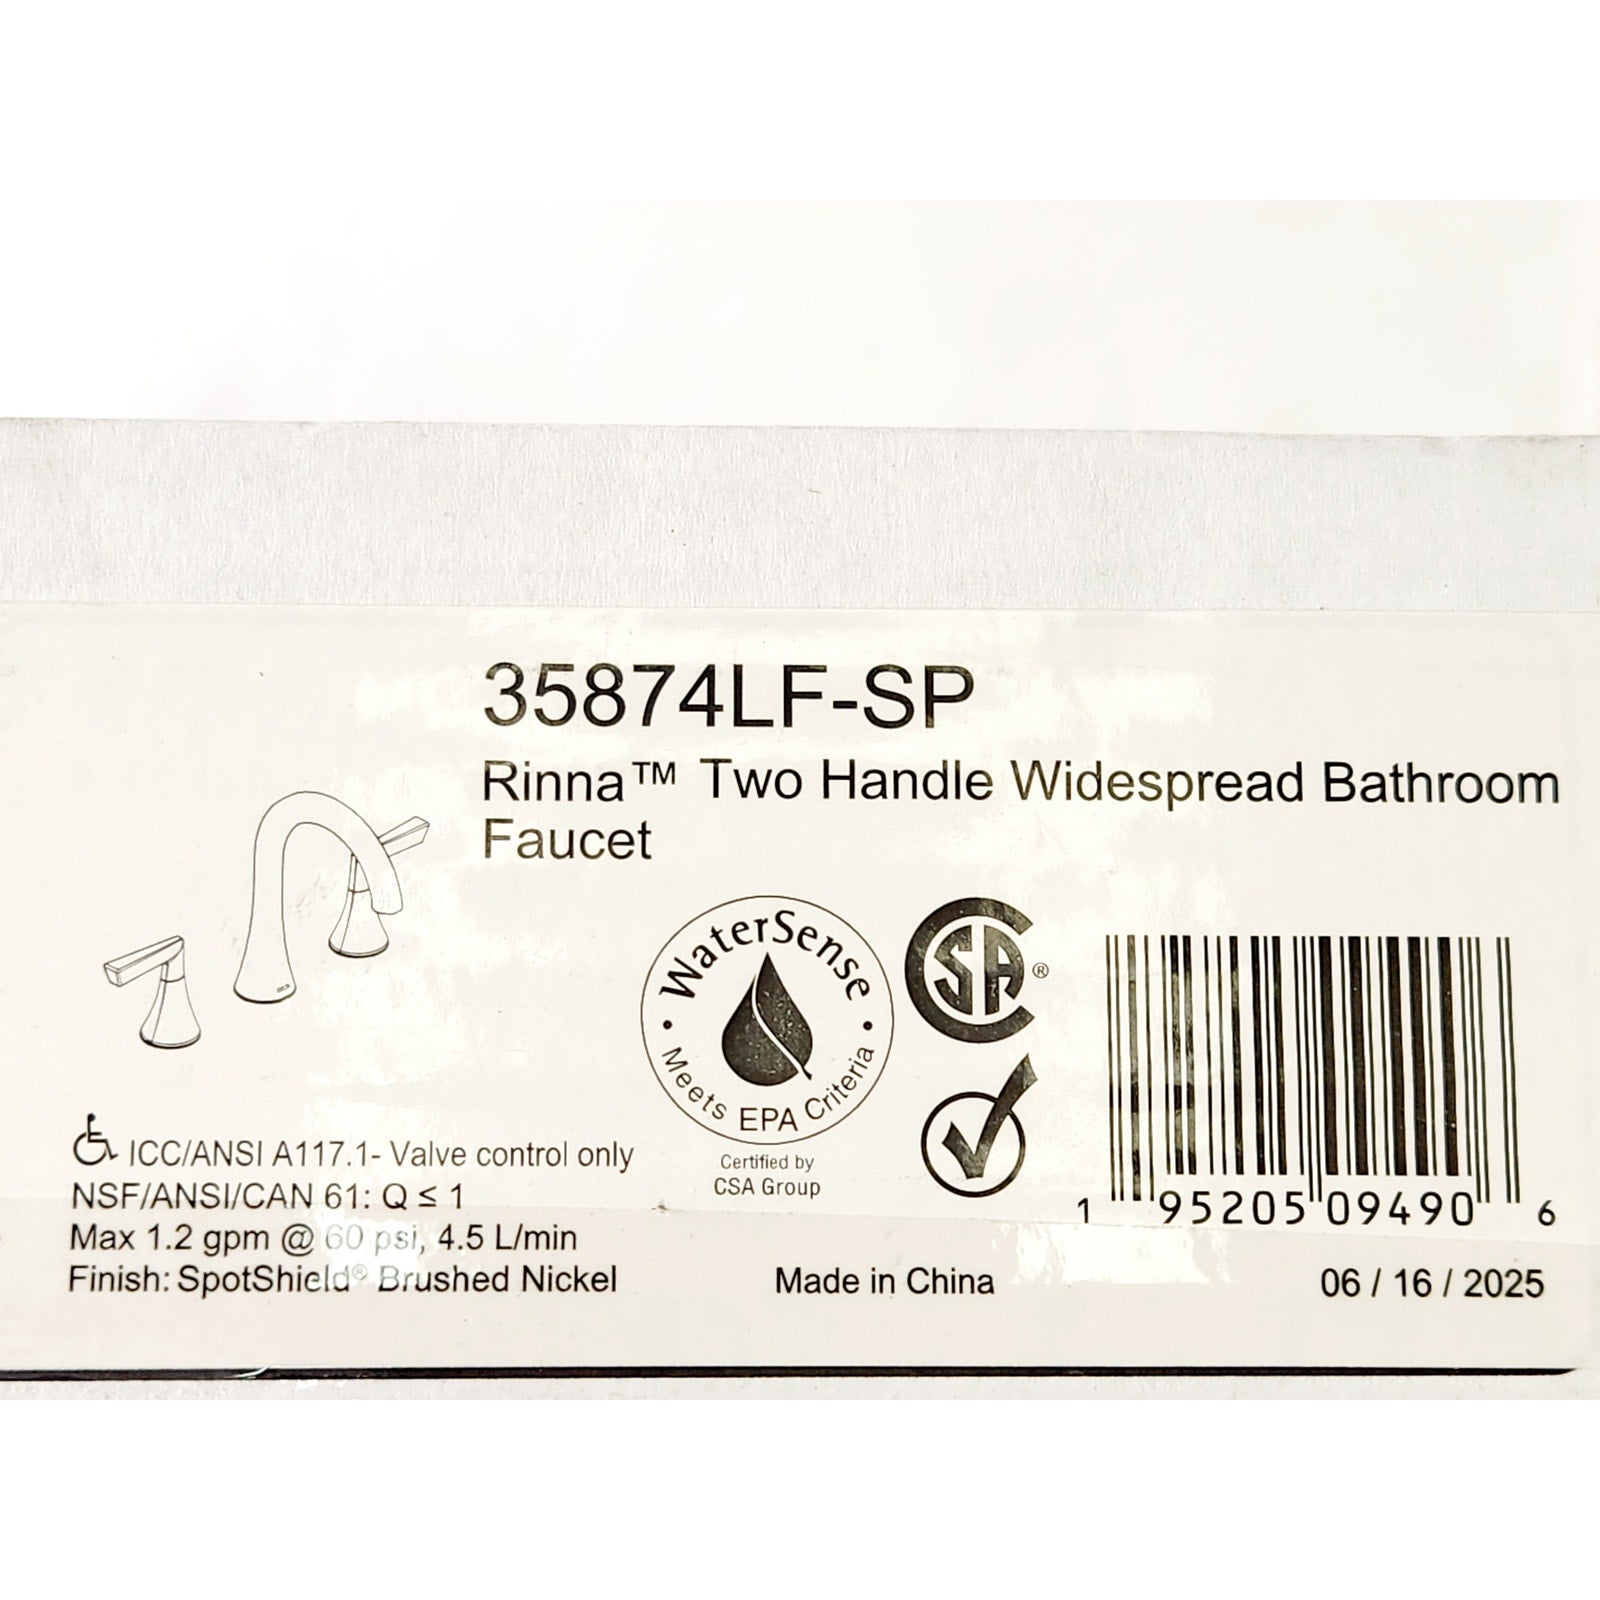 35874LF-SP
Rinna™ Two Handle Widespread Bathroom
Faucet
WaterSense
Meets EPA Criteria
Certified by
CSA Group
CSA®
ICC/ANSI A117.1- Valve control only
NSF/ANSI/CAN 61: Q ≤ 1
Max 1.2 gpm @ 60 psi, 4.5 L/min
Finish: SpotShield® Brushed Nickel
Made in China
1 95205 09490 6
06 / 16 / 2025